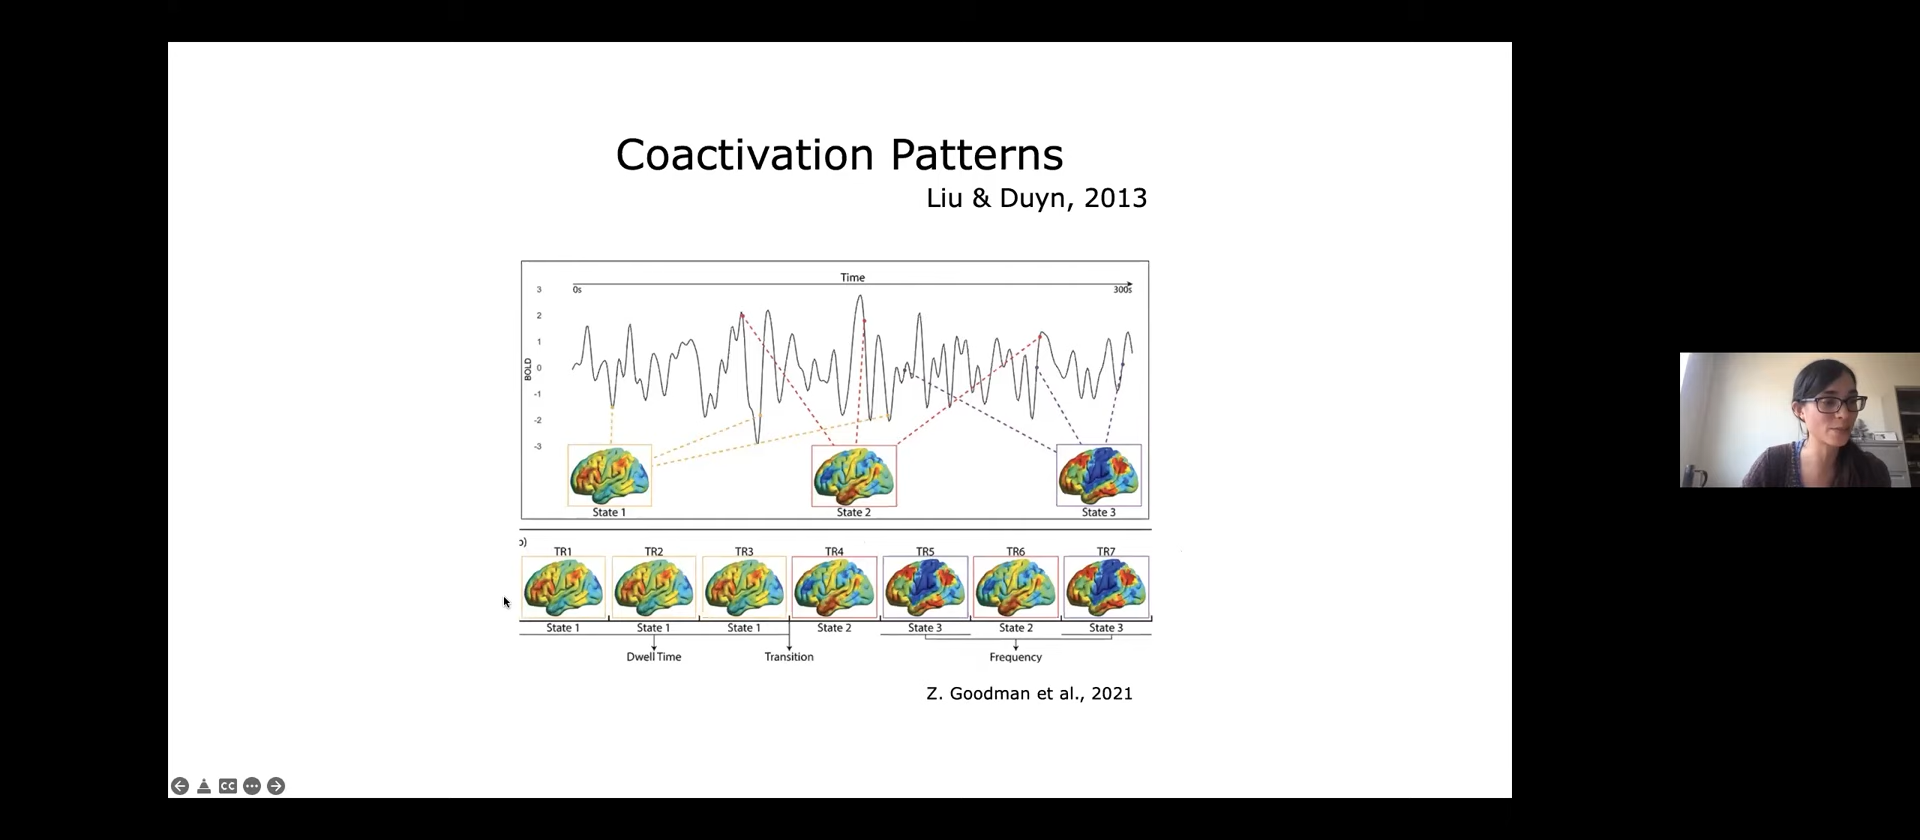 Coactivation Patterns
Liu & Duyn, 2013
Time
0s
300s
3
2
1
0
-1
-2
-3
BOLD
State 1
State 2
State 3
b)
TR1 TR2 TR3 TR4 TR5 TR6 TR7
State 1 State 1 State 1 State 2 State 3 State 2 State 3
Dwell Time Transition Frequency
Z. Goodman et al., 2021
CC